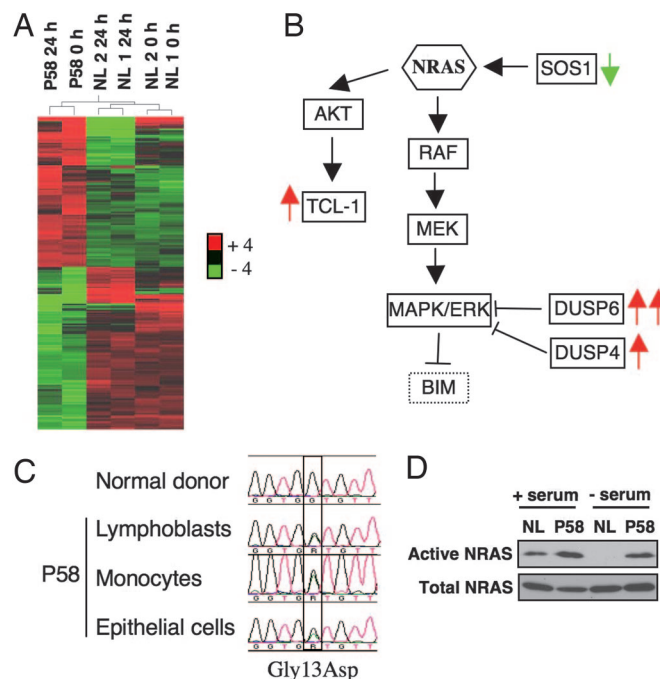 A
P58 24 h
P58 0 h
NL 2 24 h
NL 1 24 h
NL 2 0 h
NL 1 0 h
+ 4
- 4
B
NRAS
SOS1
AKT
RAF
TCL-1
MEK
MAPK/ERK
DUSP6
DUSP4
BIM
C
Normal donor
G G T G G T G T T
Lymphoblasts
G G T G R T G T T
P58
Monocytes
G G T G R T G T T
Epithelial cells
G G T G R T G T T
Gly13Asp
D
+ serum - serum
NL P58 NL P58
Active NRAS
Total NRAS